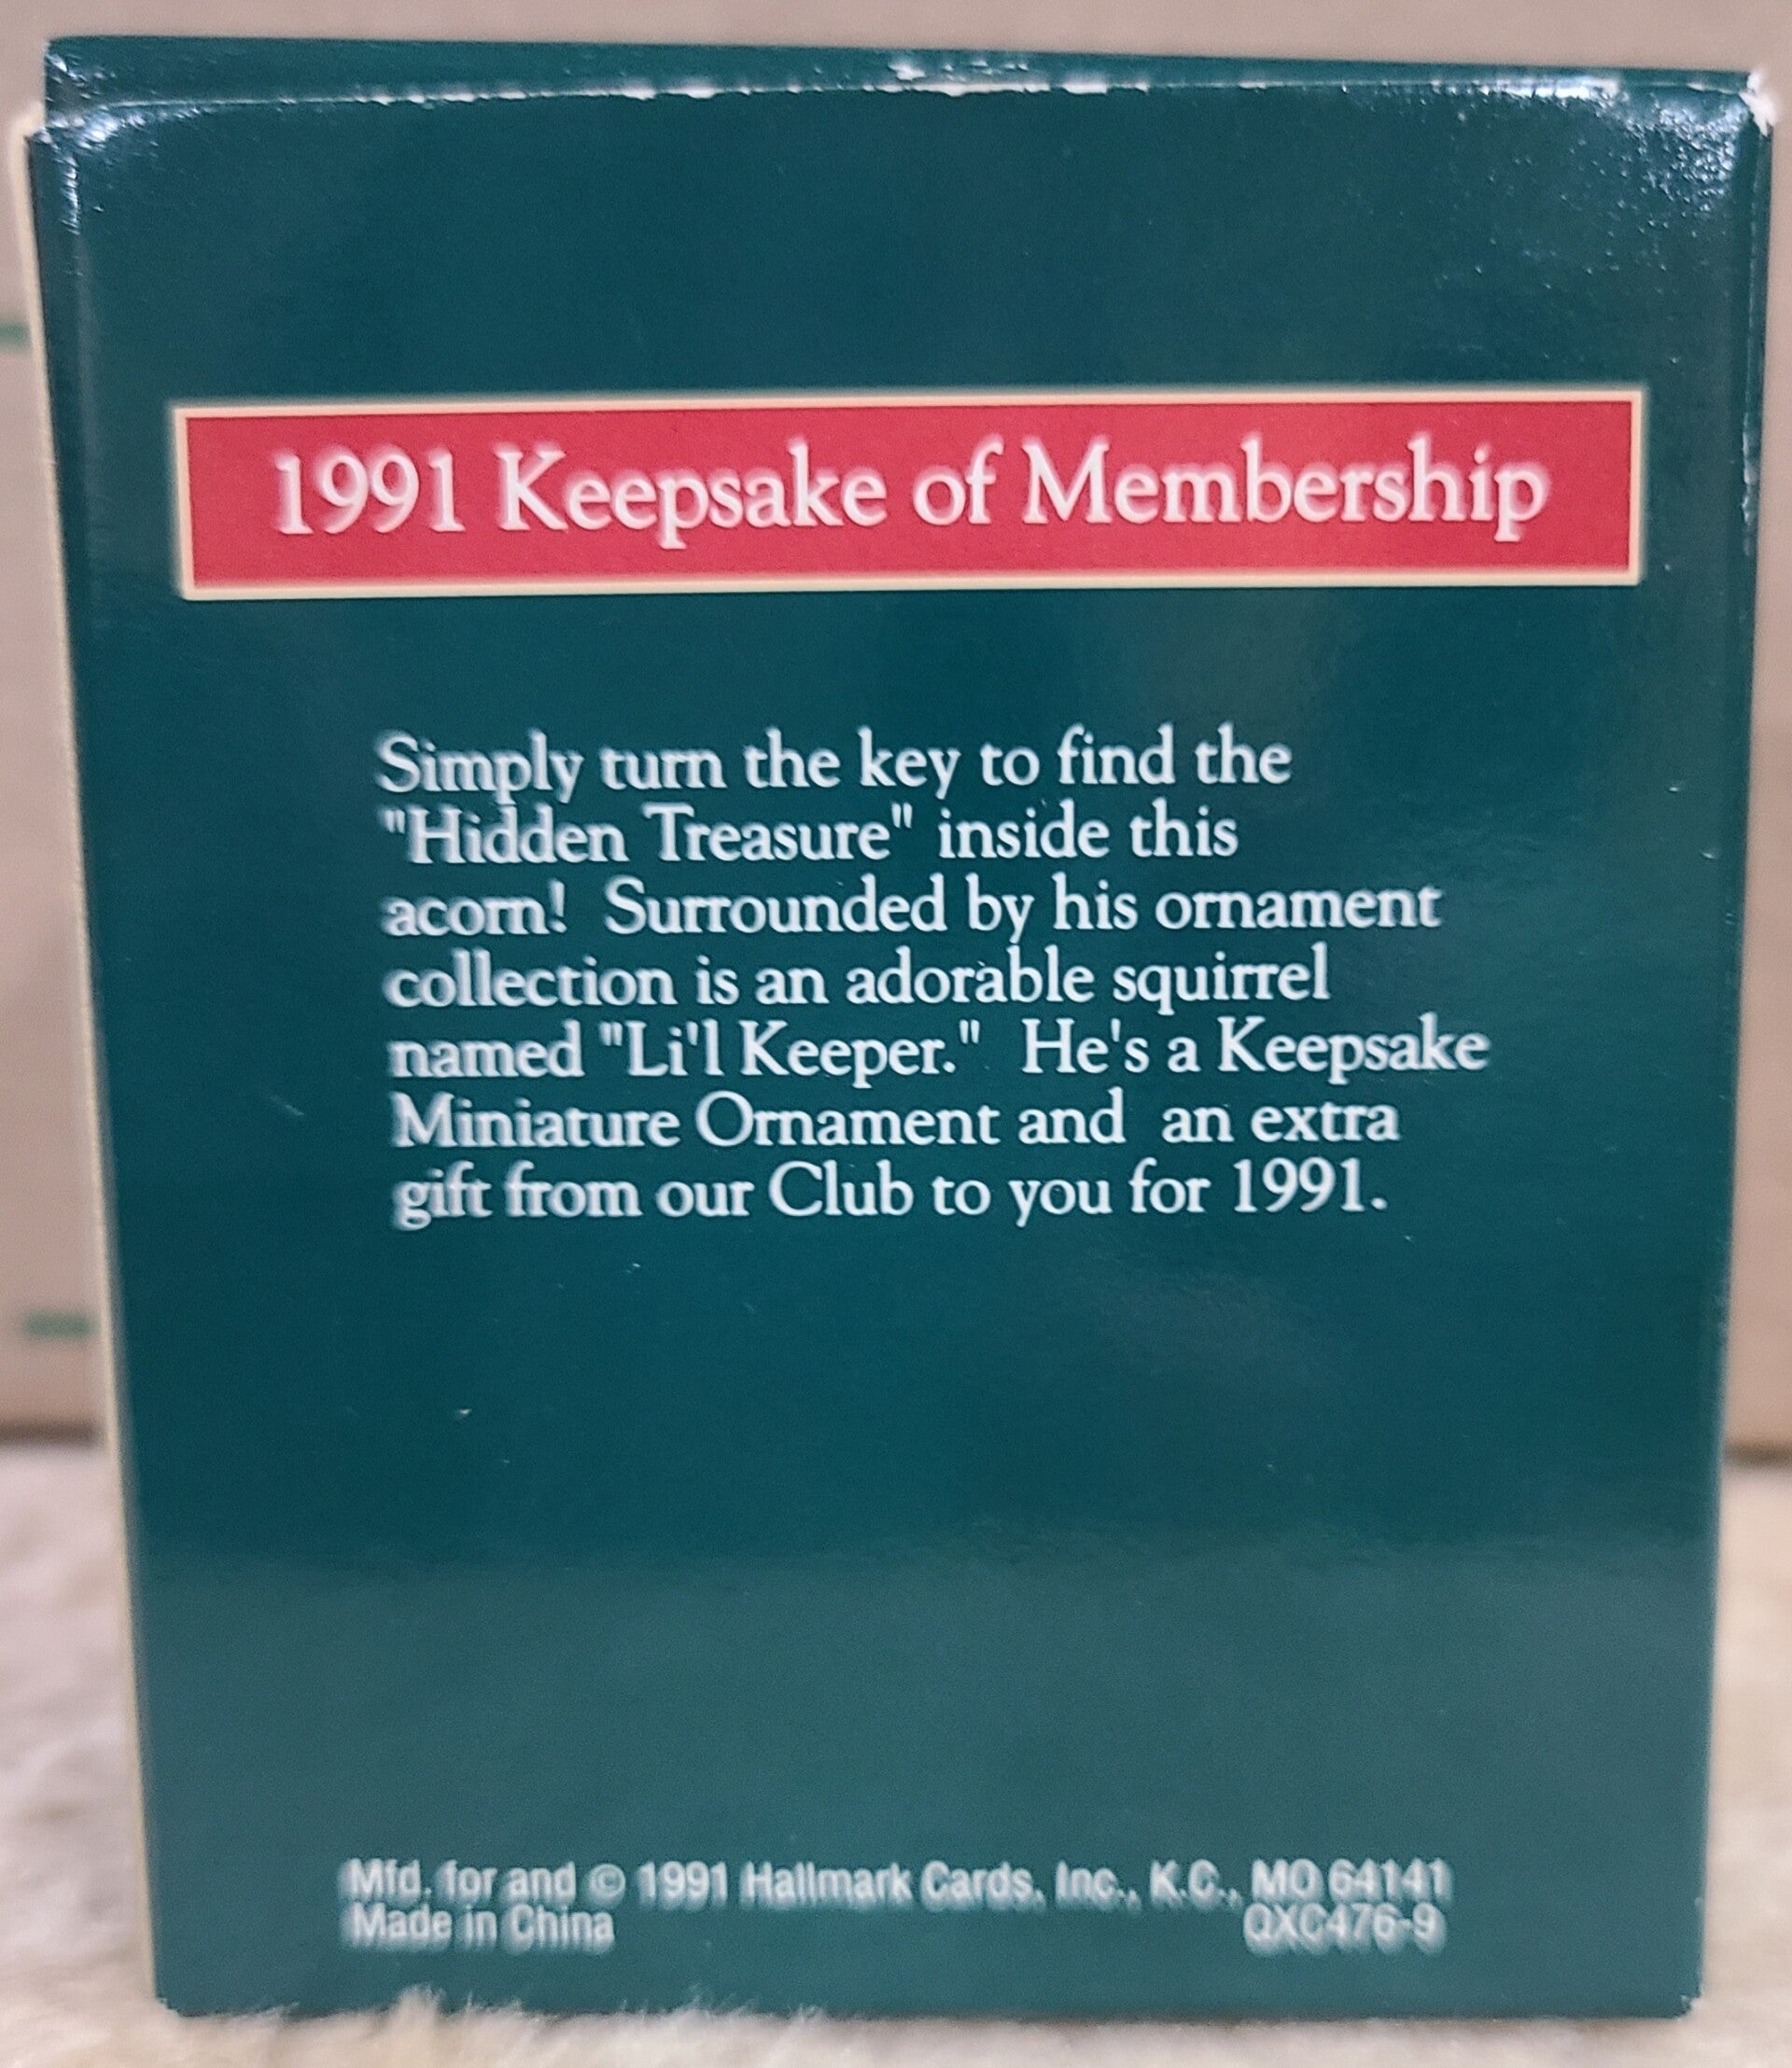 1991 Keepsake of Membership
Simply turn the key to find the
"Hidden Treasure" inside this
acorn!  Surrounded by his ornament
collection is an adorable squirrel
named "Li'l Keeper."  He's a Keepsake
Miniature Ornament and  an extra
gift from our Club to you for 1991.
Mfd. for and © 1991 Hallmark Cards, Inc., K.C., MO 64141
Made in China QXC476-9